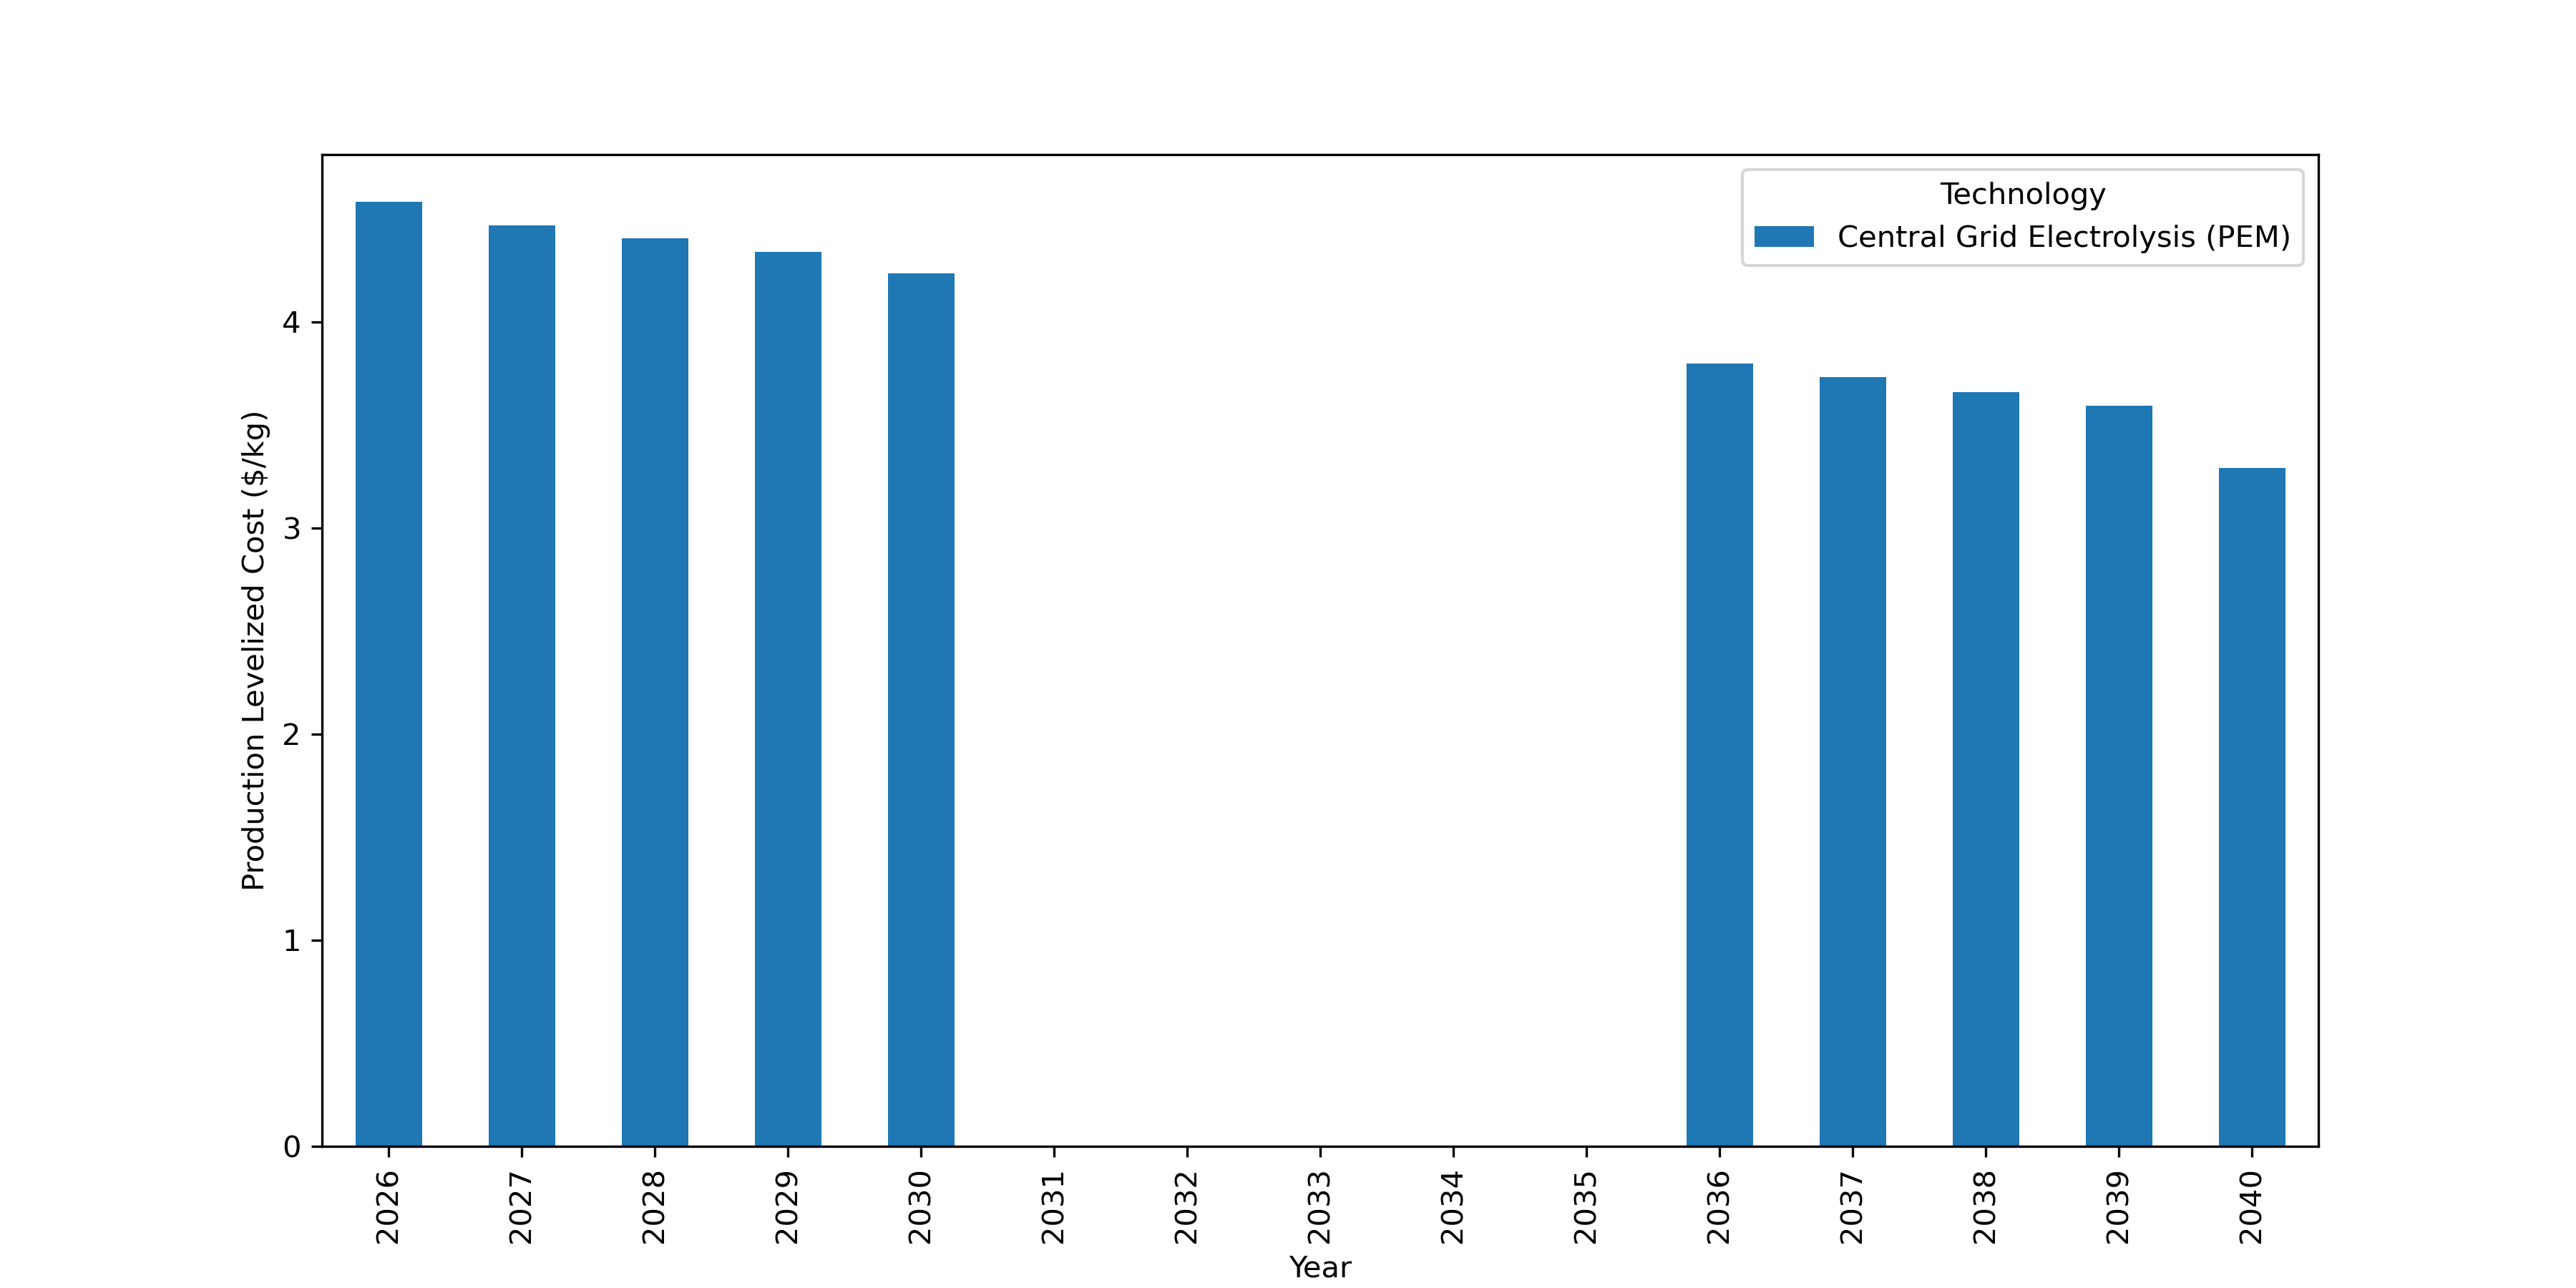 Technology
Central Grid Electrolysis (PEM)
Production Levelized Cost ($/kg)
4
3
2
1
0
2026 2027 2028 2029 2030 2031 2032 2033 2034 2035 2036 2037 2038 2039 2040
Year